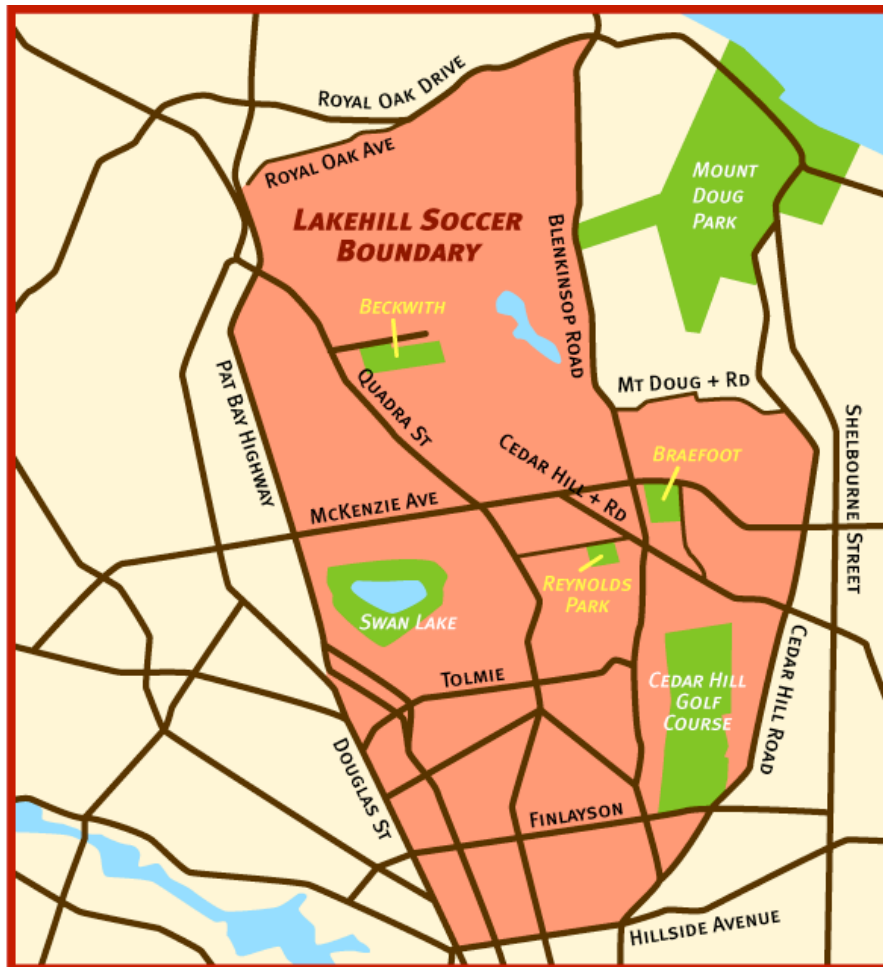 ROYAL OAK DRIVE
ROYAL OAK AVE
MOUNT
DOUG
PARK
LAKEHILL SOCCER
BOUNDARY
BLENKINSOP ROAD
BECKWITH
PAT BAY HIGHWAY
QUADRA ST
MT DOUG + RD
SHELBOURNE STREET
CEDAR HILL + RD
BRAEFOOT
MCKENZIE AVE
REYNOLDS
PARK
SWAN LAKE
TOLMIE
CEDAR HILL
GOLF
COURSE
CEDAR HILL ROAD
DOUGLAS ST
FINLAYSON
HILLSIDE AVENUE